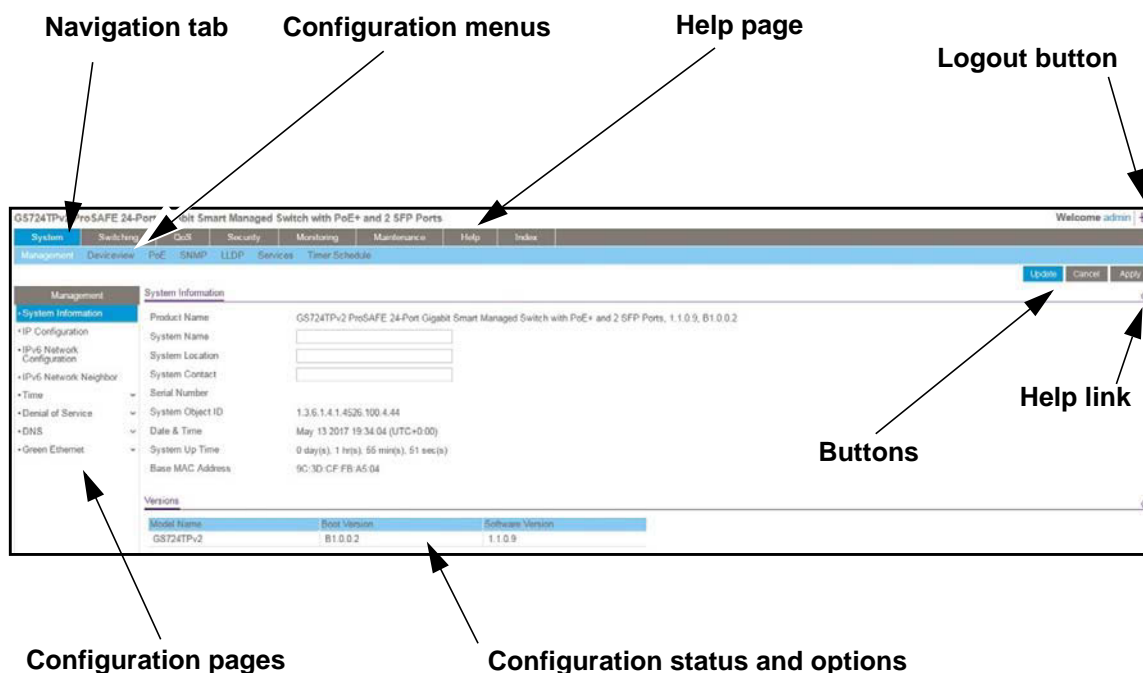 Navigation tab
Configuration menus
Help page
Logout button
GS724TPv2 ProSAFE 24-Port Gigabit Smart Managed Switch with PoE+ and 2 SFP Ports
Welcome admin
System Switching QoS Security Monitoring Maintenance Help Index
Management Deviceview PoE SNMP LLDP Services Timer Schedule
Update Cancel Apply
Management
System Information
IP Configuration
IPv6 Network
Configuration
IPv6 Network Neighbor
Time
Denial of Service
DNS
Green Ethernet
System Information
Product Name GS724TPv2 ProSAFE 24-Port Gigabit Smart Managed Switch with PoE+ and 2 SFP Ports, 1.1.0.9, B1.0.0.2
System Name
System Location
System Contact
Serial Number
System Object ID 1.3.6.1.4.1.4526.100.4.44
Date & Time May 13 2017 19:34:04 (UTC+0:00)
System Up Time 0 day(s), 1 hr(s), 55 min(s), 51 sec(s)
Base MAC Address 9C:3D:CF:FB:A5:04
Versions
Model Name Boot Version Software Version
GS724TPv2 B1.0.0.2 1.1.0.9
Help link
Buttons
Configuration pages
Configuration status and options